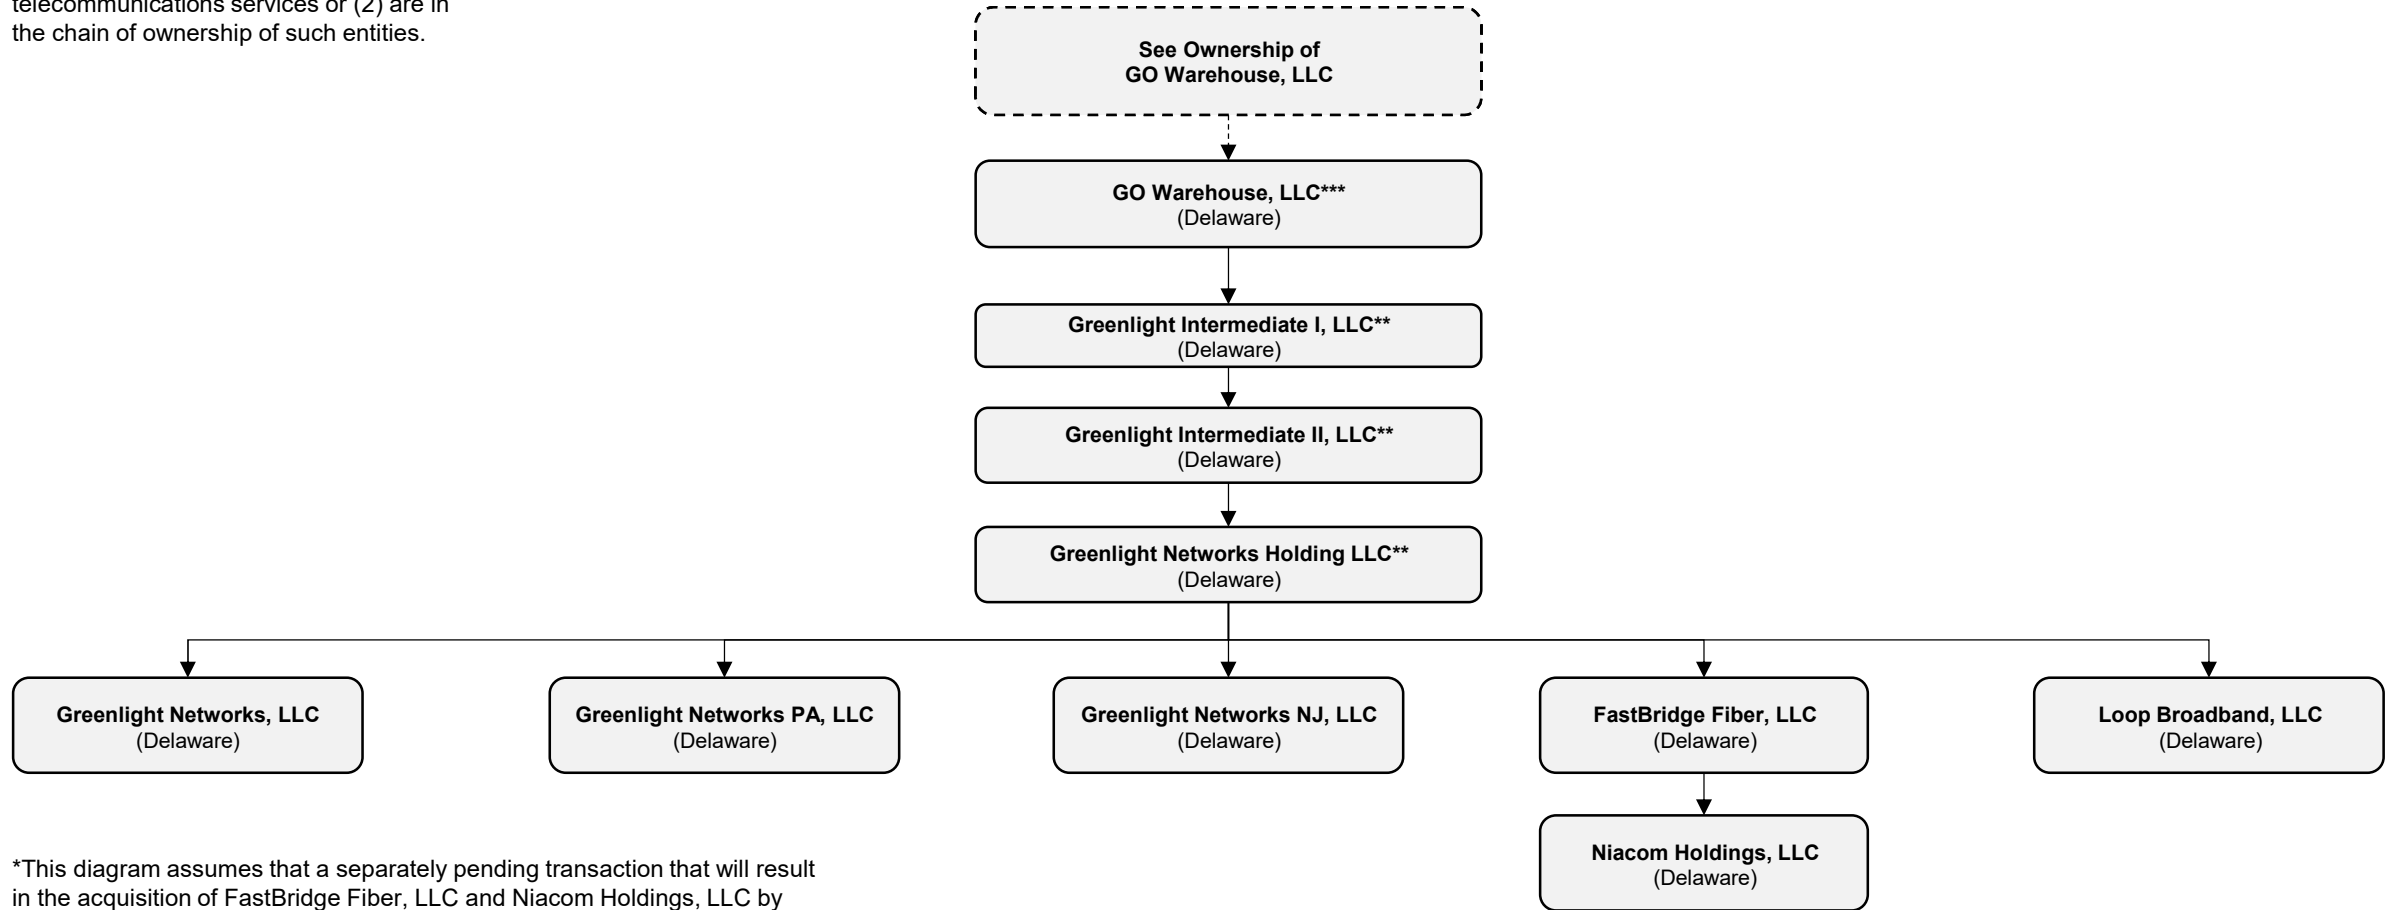 telecommunications services or (2) are in
the chain of ownership of such entities.
See Ownership of
GO Warehouse, LLC
GO Warehouse, LLC***
(Delaware)
Greenlight Intermediate I, LLC**
(Delaware)
Greenlight Intermediate II, LLC**
(Delaware)
Greenlight Networks Holding LLC**
(Delaware)
Greenlight Networks, LLC
(Delaware)
Greenlight Networks PA, LLC
(Delaware)
Greenlight Networks NJ, LLC
(Delaware)
FastBridge Fiber, LLC
(Delaware)
Loop Broadband, LLC
(Delaware)
Niacom Holdings, LLC
(Delaware)
*This diagram assumes that a separately pending transaction that will result
in the acquisition of FastBridge Fiber, LLC and Niacom Holdings, LLC by